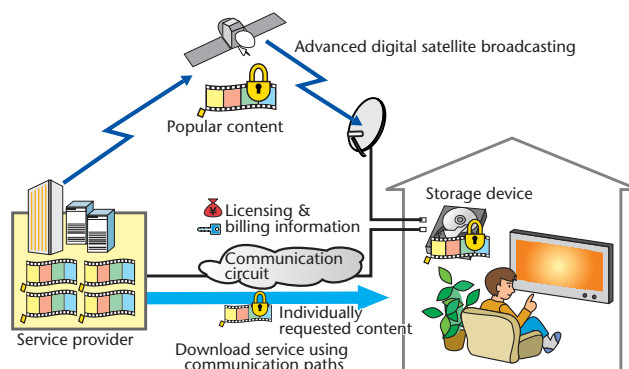 Advanced digital satellite broadcasting
Popular content
Storage device
¥ Licensing &
billing information
Communication
circuit
Individually
requested content
Service provider
Download service using
communication paths